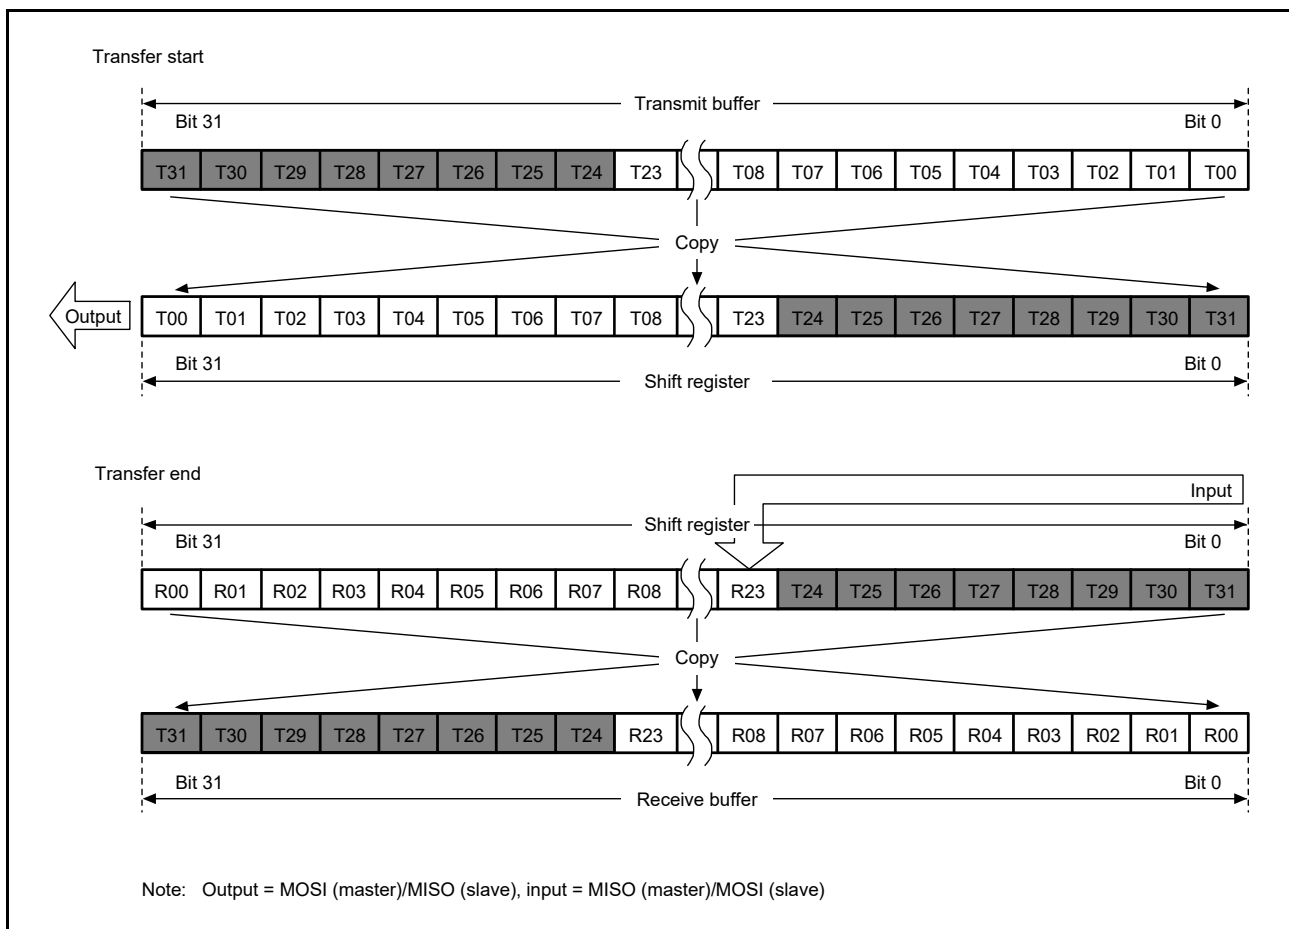 Transfer start
Transmit buffer
Bit 31 Bit 0
T31 T30 T29 T28 T27 T26 T25 T24 T23 T08 T07 T06 T05 T04 T03 T02 T01 T00
Copy
Output T00 T01 T02 T03 T04 T05 T06 T07 T08 T23 T24 T25 T26 T27 T28 T29 T30 T31
Bit 31 Bit 0
Shift register
Transfer end
Input
Shift register
Bit 31 Bit 0
R00 R01 R02 R03 R04 R05 R06 R07 R08 R23 T24 T25 T26 T27 T28 T29 T30 T31
Copy
T31 T30 T29 T28 T27 T26 T25 T24 R23 R08 R07 R06 R05 R04 R03 R02 R01 R00
Bit 31 Bit 0
Receive buffer
Note: Output = MOSI (master)/MISO (slave), input = MISO (master)/MOSI (slave)